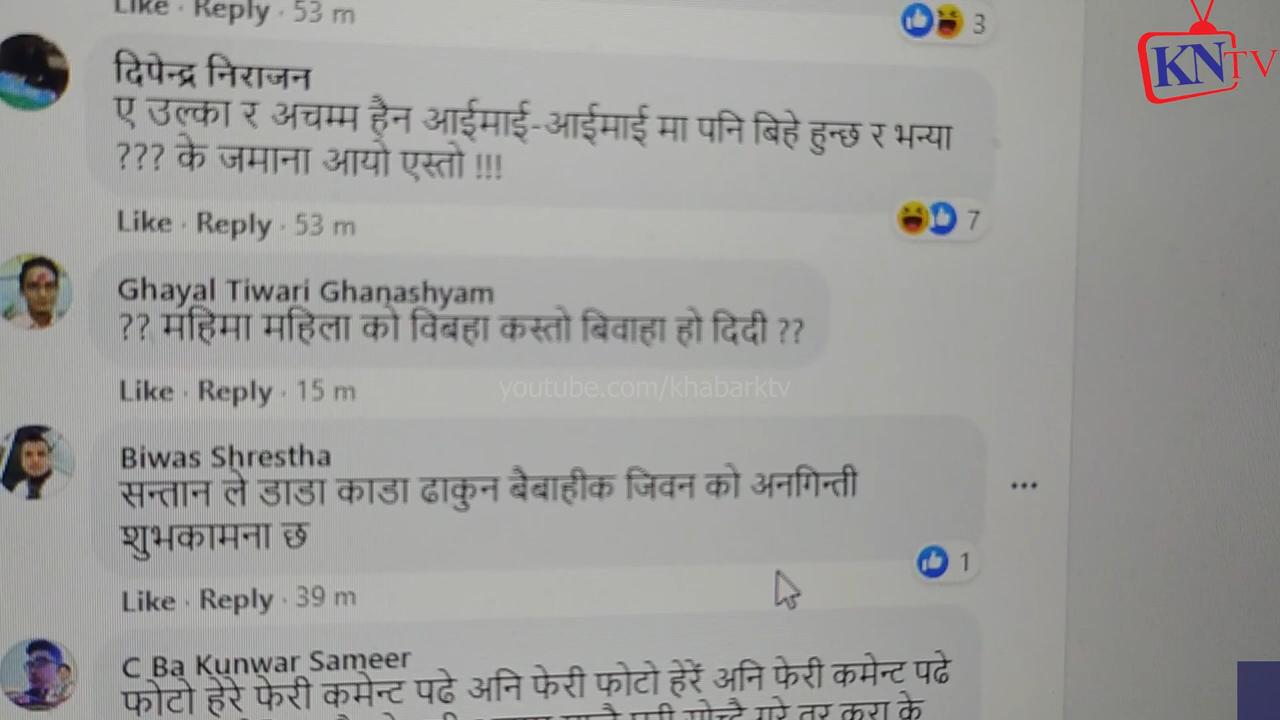 Like · Reply · 53 m
3
KNTV
दिपेन्द्र निराजन
ए उल्का र अचम्म हैन आईमाई-आईमाई मा पनि बिहे हुन्छ र भन्या
??? के जमाना आयो एस्तो !!!
Like · Reply · 53 m
7
Ghayal Tiwari Ghanashyam
?? महिमा महिला को विबहा कस्तो बिवाहा हो दिदी ??
Like · Reply · 15 m
youtube.com/khabarktv
Biwas Shrestha
सन्तान ले डाडा काडा ढाकुन बैबाहीक जिवन को अनगिन्ती
शुभकामना छ
1
Like · Reply · 39 m
C Ba Kunwar Sameer
फोटो हेरे फेरी कमेन्ट पढे अनि फेरी फोटो हेरें अनि फेरी कमेन्ट पढे
गरे तर कुरा के